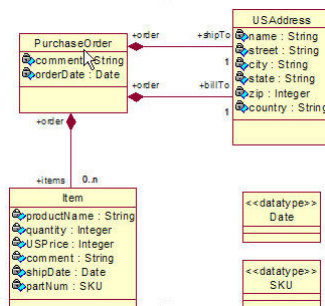 USAddress
name : String
street : String
city : String
state : String
zip : Integer
country : String
PurchaseOrder
comment : String
orderDate : Date
+order
+shipTo
1
+order
+billTo
1
+order
+items
0..n
Item
productName : String
quantity : Integer
USPrice : Integer
comment : String
shipDate : Date
partNum : SKU
<<datatype>>
Date
<<datatype>>
SKU